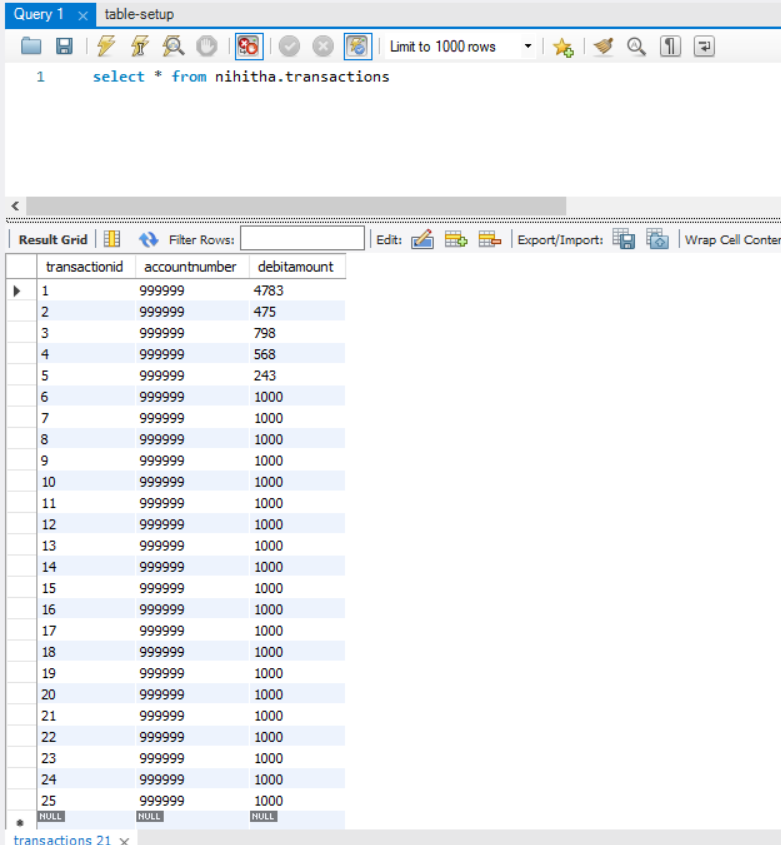 Query 1 × table-setup
Limit to 1000 rows
1 select * from nihitha.transactions
Result Grid Filter Rows: Edit: Export/Import: Wrap Cell Conten
transactionid accountnumber debitamount
1 999999 4783
2 999999 475
3 999999 798
4 999999 568
5 999999 243
6 999999 1000
7 999999 1000
8 999999 1000
9 999999 1000
10 999999 1000
11 999999 1000
12 999999 1000
13 999999 1000
14 999999 1000
15 999999 1000
16 999999 1000
17 999999 1000
18 999999 1000
19 999999 1000
20 999999 1000
21 999999 1000
22 999999 1000
23 999999 1000
24 999999 1000
25 999999 1000
NULL NULL NULL
transactions 21 ×